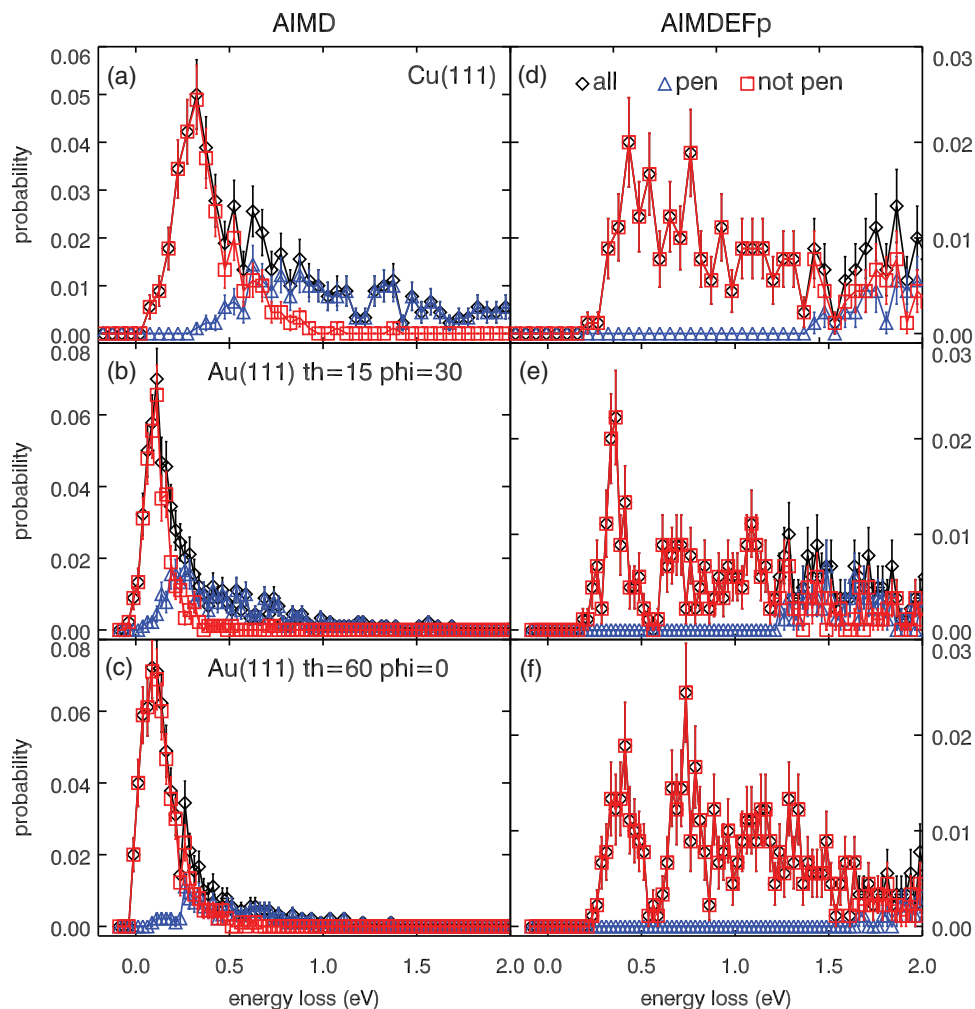 AIMD AIMDEFp
0.06 (a) Cu(111) (d) all pen not pen 0.03
0.05
0.04 0.02
probability 0.03
0.02 0.01
0.01
0.00 0.00
0.08 (b) Au(111) th=15 phi=30 (e) 0.03
0.06 0.02
probability 0.04
0.02 0.01
0.00 0.00
0.08 (c) Au(111) th=60 phi=0 (f) 0.03
0.06 0.02
probability 0.04
0.02 0.01
0.00 0.00
0.0 0.5 1.0 1.5 2.0 0.0 0.5 1.0 1.5 2.0
energy loss (eV) energy loss (eV)